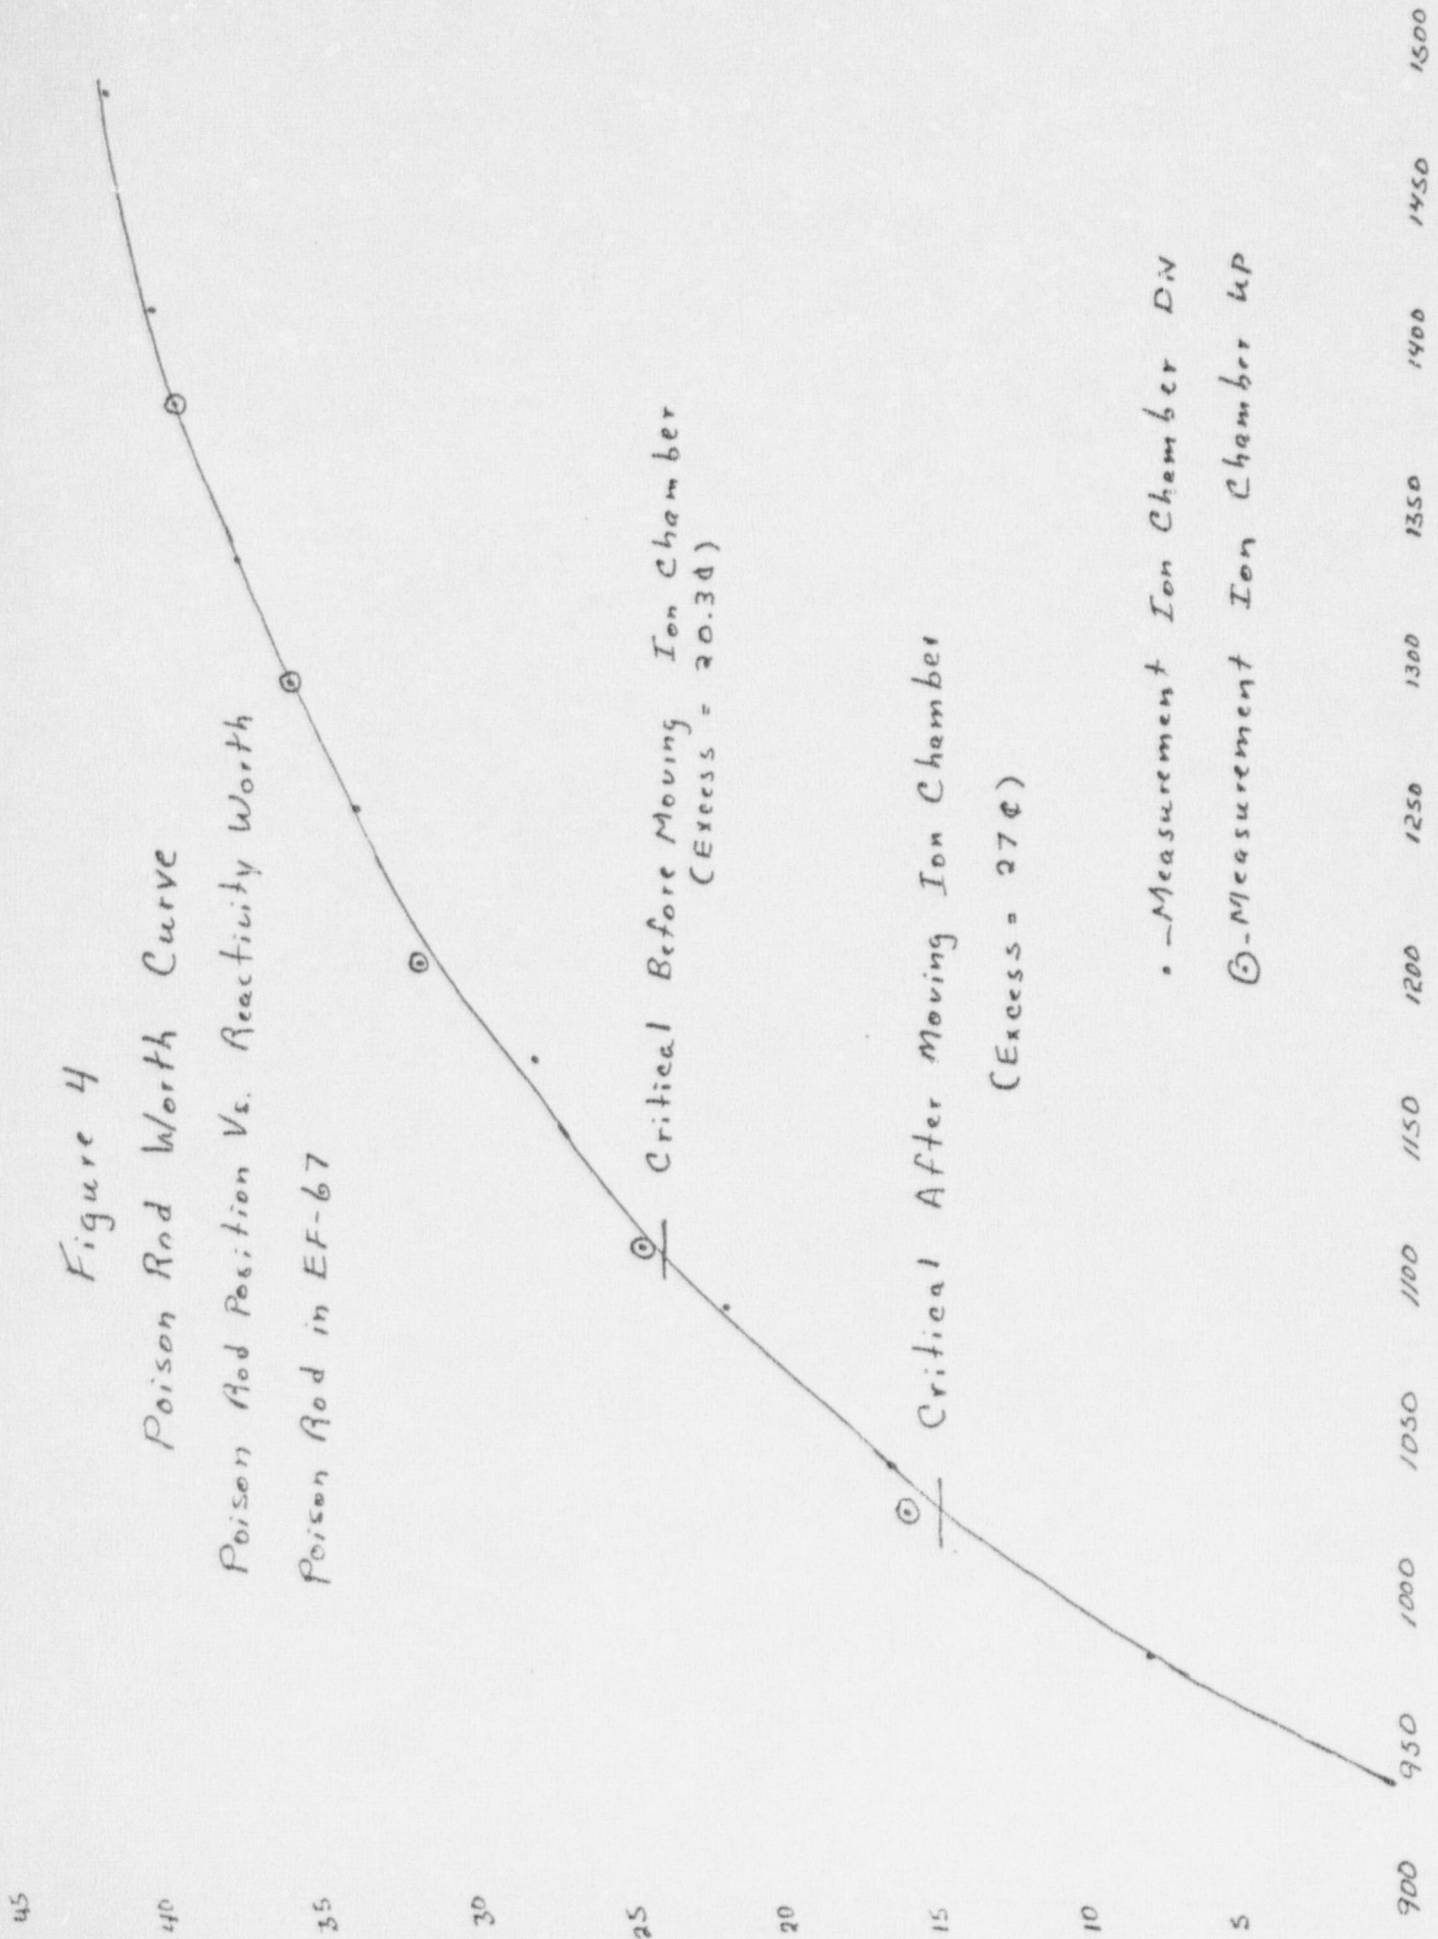 Figure 4
Poison Rod Worth Curve
Poison Rod Position Vs. Reactivity Worth
Poison Rod in EF-67
Critical Before Moving Ion Chamber
(Excess = 20.3¢)
Critical After Moving Ion Chamber
(Excess = 27¢)
• - Measurement Ion Chamber DN
⊙ - Measurement Ion Chamber UP
45
40
35
30
25
20
15
10
5
900 950 1000 1050 1100 1150 1200 1250 1300 1350 1400 1450 1500